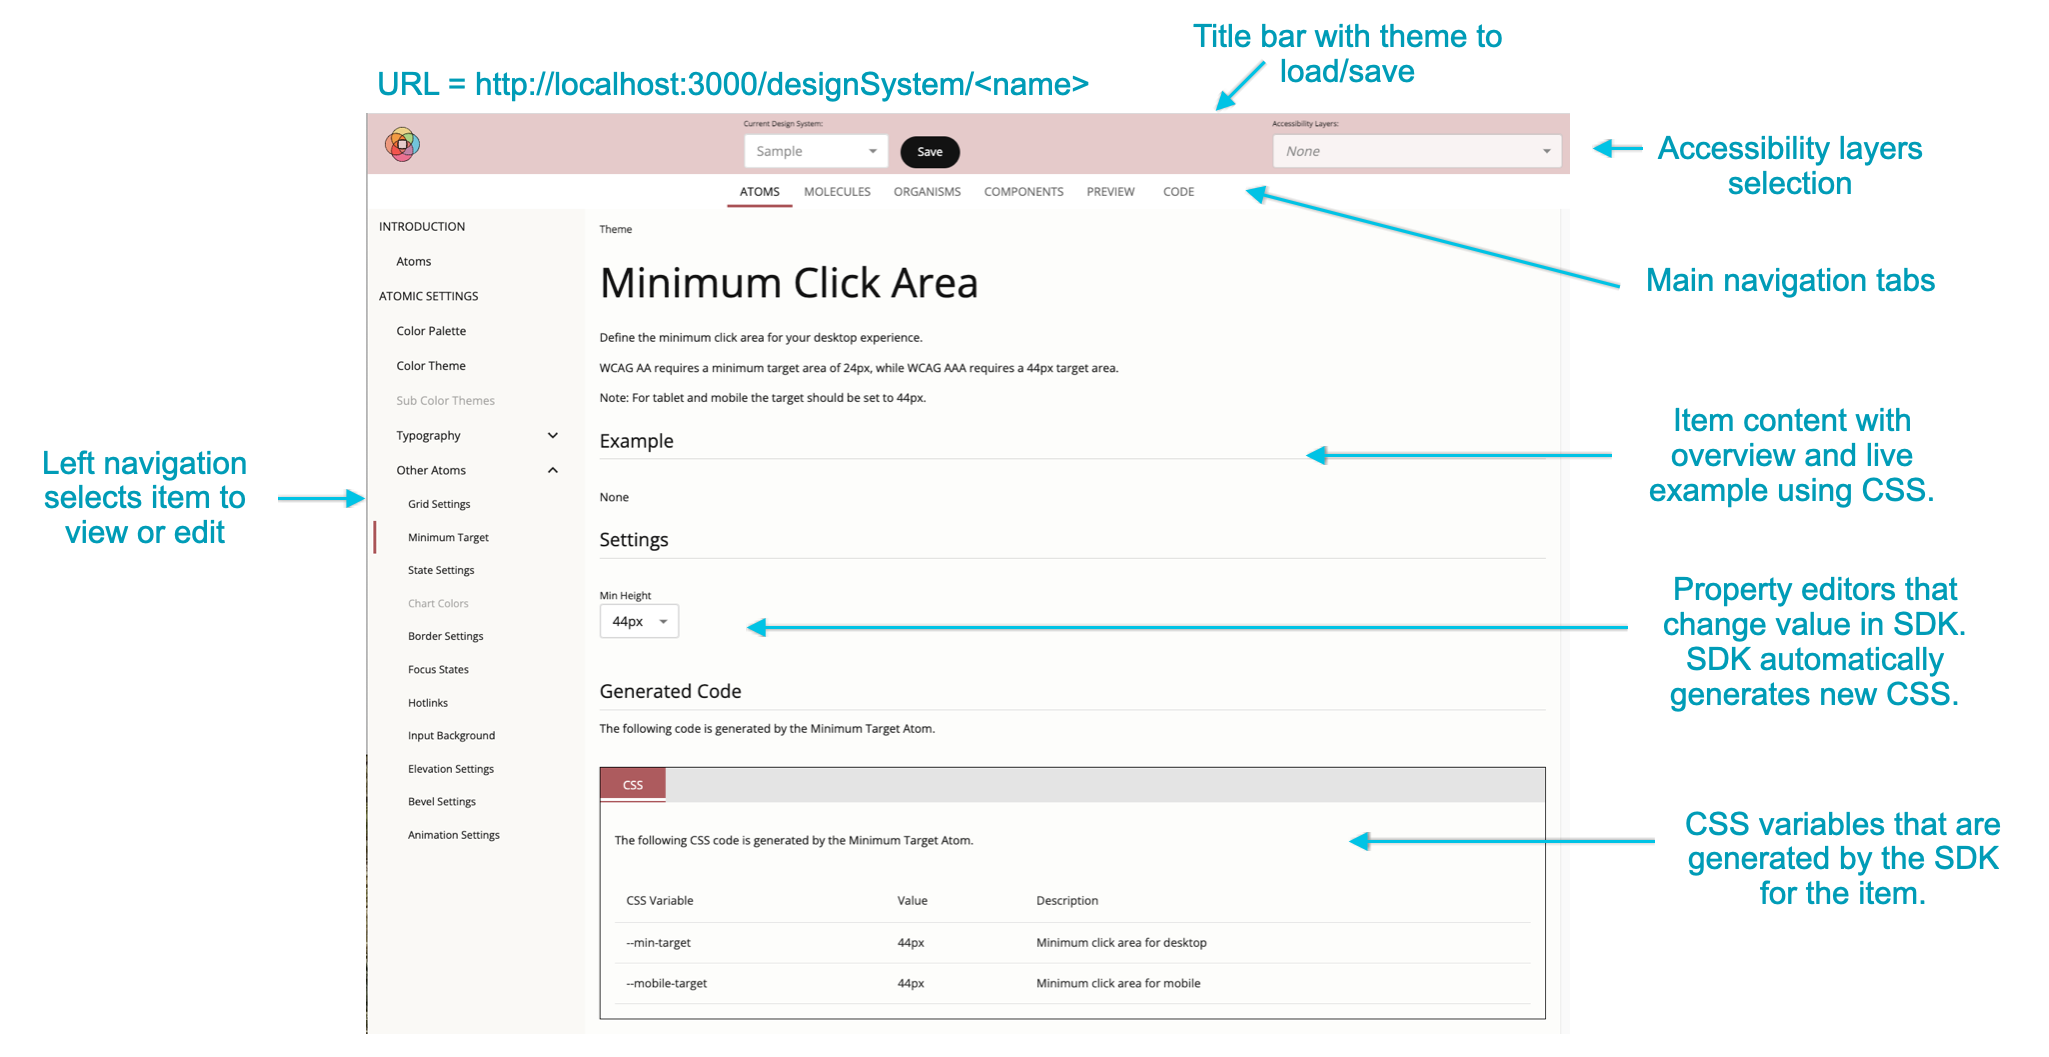 Title bar with theme to
load/save
URL = http://localhost:3000/designSystem/<name>
Current Design System:
Sample
Save
Accessibility Layers:
None
Accessibility layers
selection
ATOMS MOLECULES ORGANISMS COMPONENTS PREVIEW CODE
Main navigation tabs
INTRODUCTION
Atoms
ATOMIC SETTINGS
Color Palette
Color Theme
Sub Color Themes
Typography
Other Atoms
Grid Settings
Minimum Target
State Settings
Chart Colors
Border Settings
Focus States
Hotlinks
Input Background
Elevation Settings
Bevel Settings
Animation Settings
Left navigation
selects item to
view or edit
Theme
Minimum Click Area
Define the minimum click area for your desktop experience.
WCAG AA requires a minimum target area of 24px, while WCAG AAA requires a 44px target area.
Note: For tablet and mobile the target should be set to 44px.
Example
None
Item content with
overview and live
example using CSS.
Settings
Min Height
44px
Property editors that
change value in SDK.
SDK automatically
generates new CSS.
Generated Code
The following code is generated by the Minimum Target Atom.
CSS
The following CSS code is generated by the Minimum Target Atom.
CSS Variable Value Description
--min-target 44px Minimum click area for desktop
--mobile-target 44px Minimum click area for mobile
CSS variables that are
generated by the SDK
for the item.